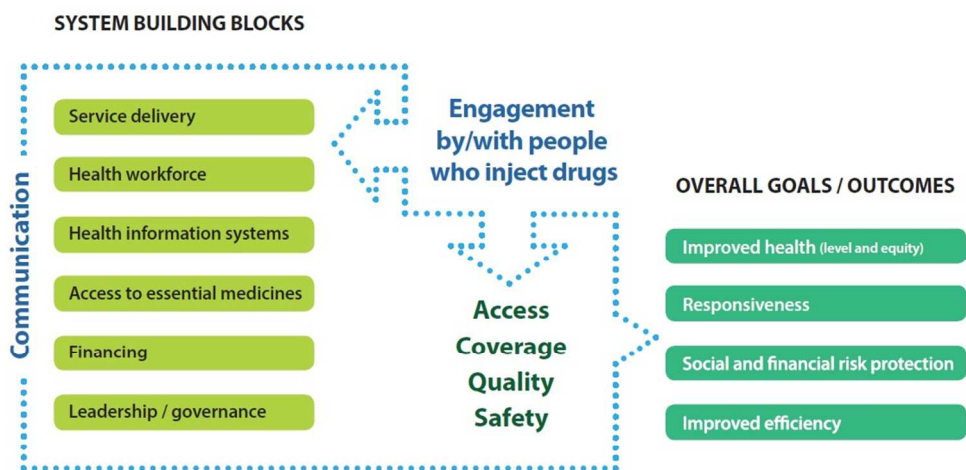 SYSTEM BUILDING BLOCKS
Communication
Service delivery
Health workforce
Health information systems
Access to essential medicines
Financing
Leadership / governance
Engagement
by/with people
who inject drugs
Access
Coverage
Quality
Safety
OVERALL GOALS / OUTCOMES
Improved health (level and equity)
Responsiveness
Social and financial risk protection
Improved efficiency